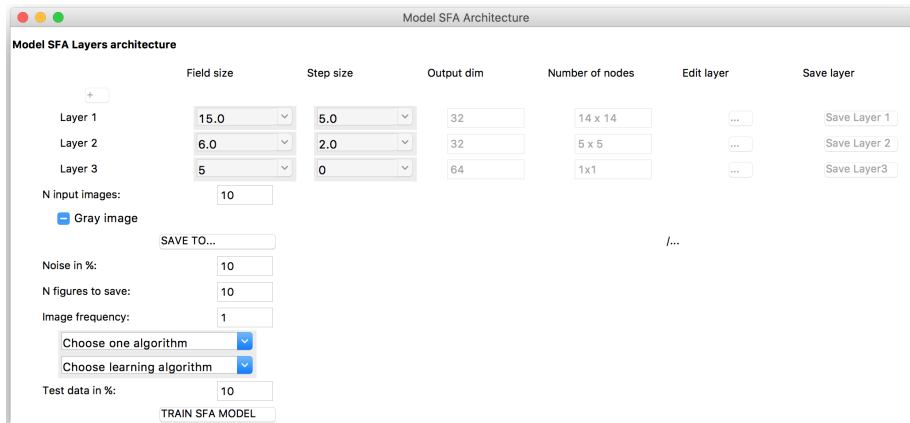 Model SFA Architecture
Model SFA Layers architecture
Field size Step size Output dim Number of nodes Edit layer Save layer
+
Layer 1 15.0 5.0 32 14 x 14 ... Save Layer 1
Layer 2 6.0 2.0 32 5 x 5 ... Save Layer 2
Layer 3 5 0 64 1x1 ... Save Layer3
N input images: 10
Gray image
SAVE TO... /...
Noise in %: 10
N figures to save: 10
Image frequency: 1
Choose one algorithm
Choose learning algorithm
Test data in %: 10
TRAIN SFA MODEL